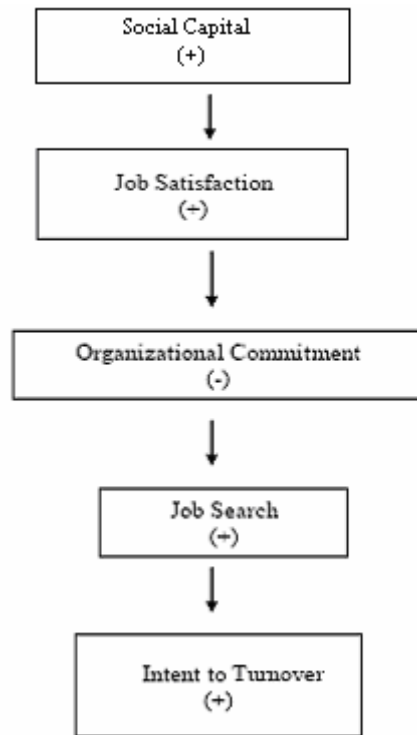 Social Capital
(+)
Job Satisfaction
(+)
Organizational Commitment
(-)
Job Search
(+)
Intent to Turnover
(+)